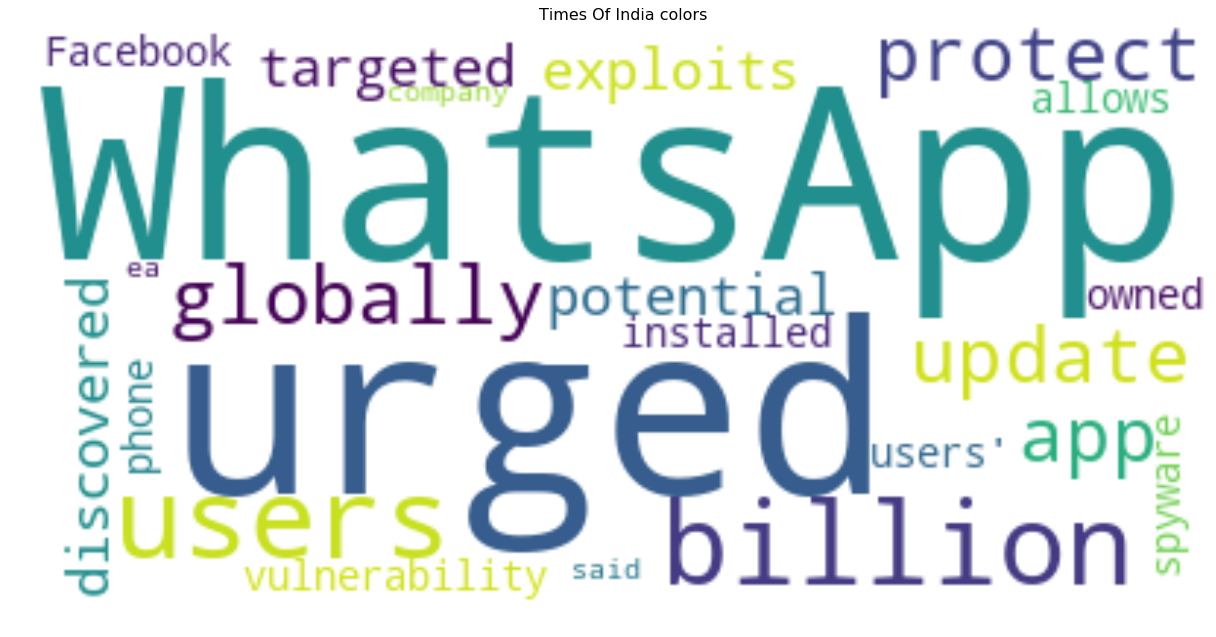 Times Of India colors
Facebook
targeted
exploits
protect
company
allows
WhatsApp
ea
globally
potential
owned
installed
discovered
phone
urged
update
app
users'
spyware
users
billion
vulnerability
said